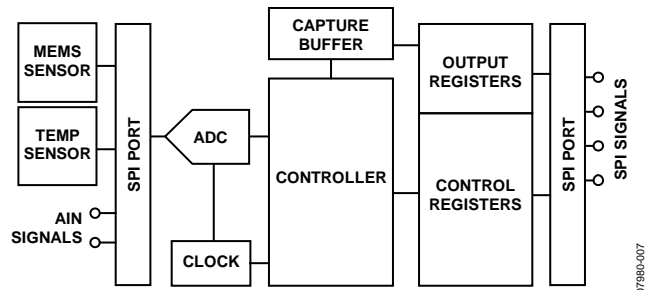 MEMS
SENSOR
TEMP
SENSOR
AIN
SIGNALS
SPI PORT
ADC
CLOCK
CAPTURE
BUFFER
CONTROLLER
OUTPUT
REGISTERS
CONTROL
REGISTERS
SPI PORT
SPI SIGNALS
07980-007